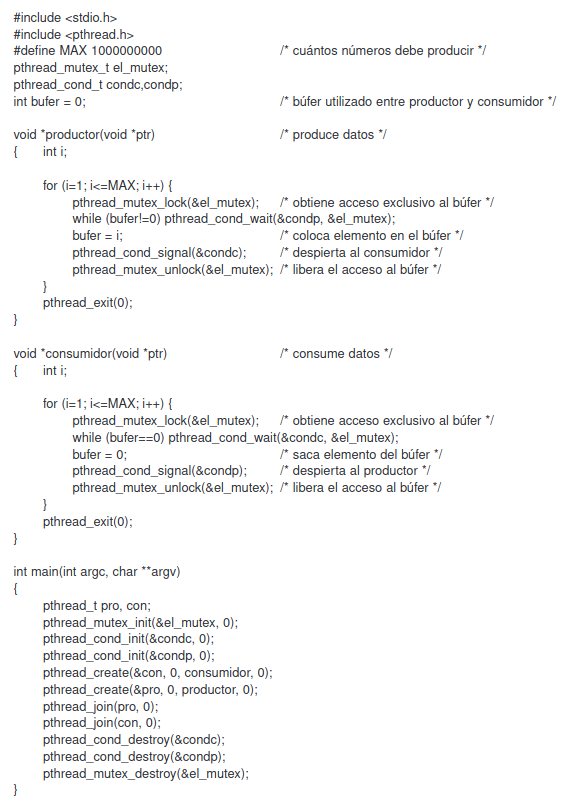 #include <stdio.h>
#include <pthread.h>
#define MAX 1000000000 /* cuántos números debe producir */
pthread_mutex_t el_mutex;
pthread_cond_t condc,condp;
int bufer = 0; /* búfer utilizado entre productor y consumidor */
void *productor(void *ptr) /* produce datos */
{ int i;
for (i=1; i<=MAX; i++) {
pthread_mutex_lock(&el_mutex); /* obtiene acceso exclusivo al búfer */
while (bufer!=0) pthread_cond_wait(&condp, &el_mutex);
bufer = i; /* coloca elemento en el búfer */
pthread_cond_signal(&condc); /* despierta al consumidor */
pthread_mutex_unlock(&el_mutex); /* libera el acceso al búfer */
}
pthread_exit(0);
}
void *consumidor(void *ptr) /* consume datos */
{ int i;
for (i=1; i<=MAX; i++) {
pthread_mutex_lock(&el_mutex); /* obtiene acceso exclusivo al búfer */
while (bufer==0) pthread_cond_wait(&condc, &el_mutex);
bufer = 0; /* saca elemento del búfer */
pthread_cond_signal(&condp); /* despierta al productor */
pthread_mutex_unlock(&el_mutex); /* libera el acceso al búfer */
}
pthread_exit(0);
}
int main(int argc, char **argv)
{
pthread_t pro, con;
pthread_mutex_init(&el_mutex, 0);
pthread_cond_init(&condc, 0);
pthread_cond_init(&condp, 0);
pthread_create(&con, 0, consumidor, 0);
pthread_create(&pro, 0, productor, 0);
pthread_join(pro, 0);
pthread_join(con, 0);
pthread_cond_destroy(&condc);
pthread_cond_destroy(&condp);
pthread_mutex_destroy(&el_mutex);
}